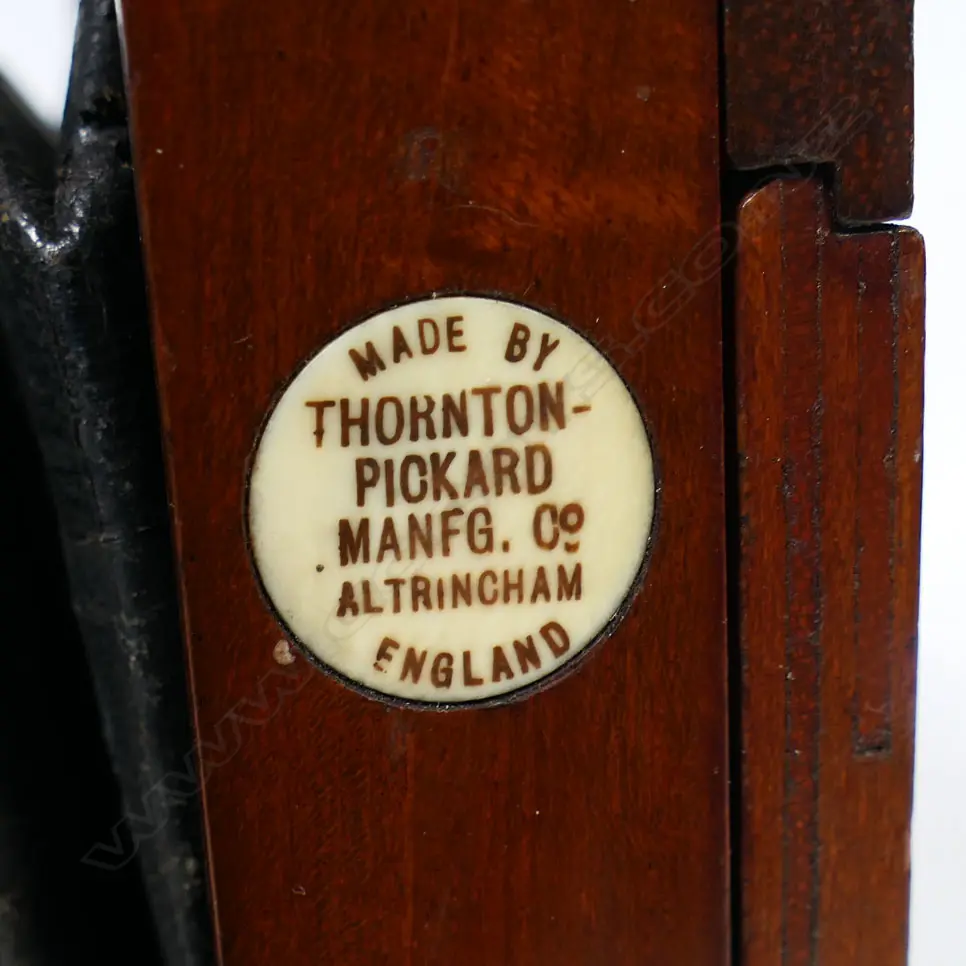 MADE BY
THORNTON-
PICKARD
MANFG. Cº
ALTRINCHAM
ENGLAND